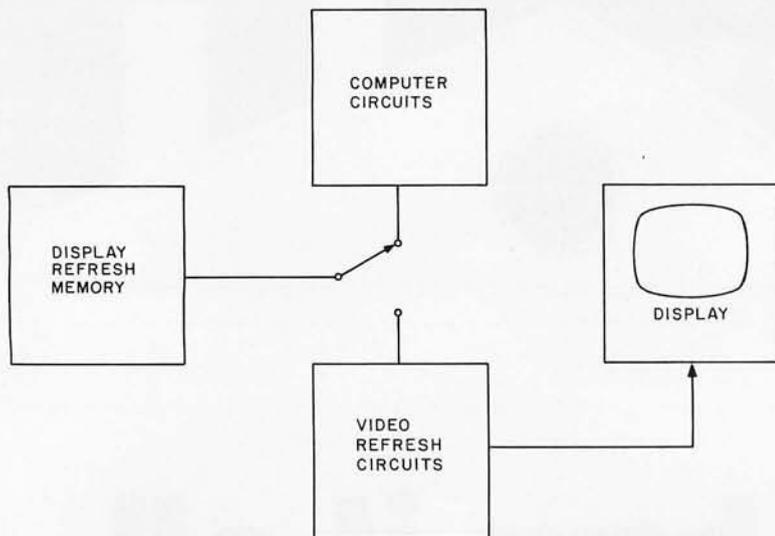 COMPUTER
CIRCUITS
DISPLAY
REFRESH
MEMORY
DISPLAY
VIDEO
REFRESH
CIRCUITS